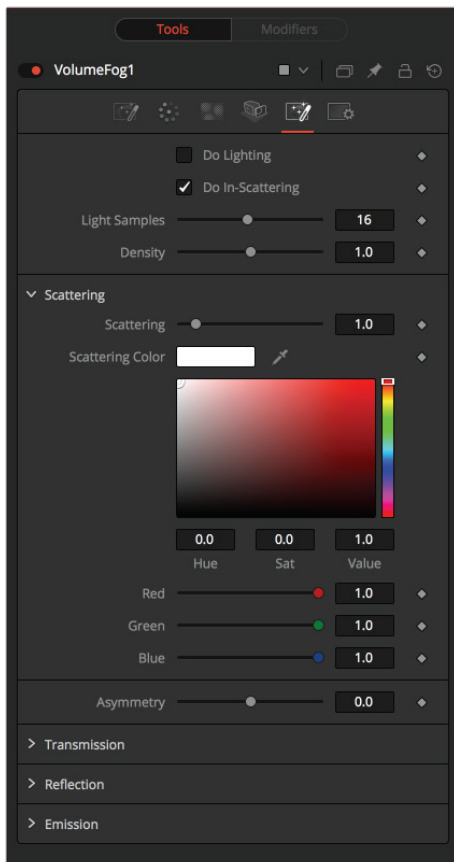 Tools Modifiers
VolumeFog1
Do Lighting
Do In-Scattering
Light Samples 16
Density 1.0
Scattering
Scattering 1.0
Scattering Color
0.0 0.0 1.0
Hue Sat Value
Red 1.0
Green 1.0
Blue 1.0
Asymmetry 0.0
Transmission
Reflection
Emission